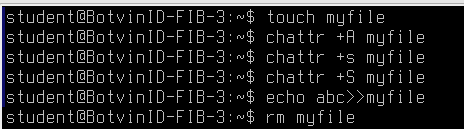 student@BotvinID-FIB-3:~$ touch myfile
student@BotvinID-FIB-3:~$ chattr +A myfile
student@BotvinID-FIB-3:~$ chattr +s myfile
student@BotvinID-FIB-3:~$ chattr +S myfile
student@BotvinID-FIB-3:~$ echo abc>>myfile
student@BotvinID-FIB-3:~$ rm myfile